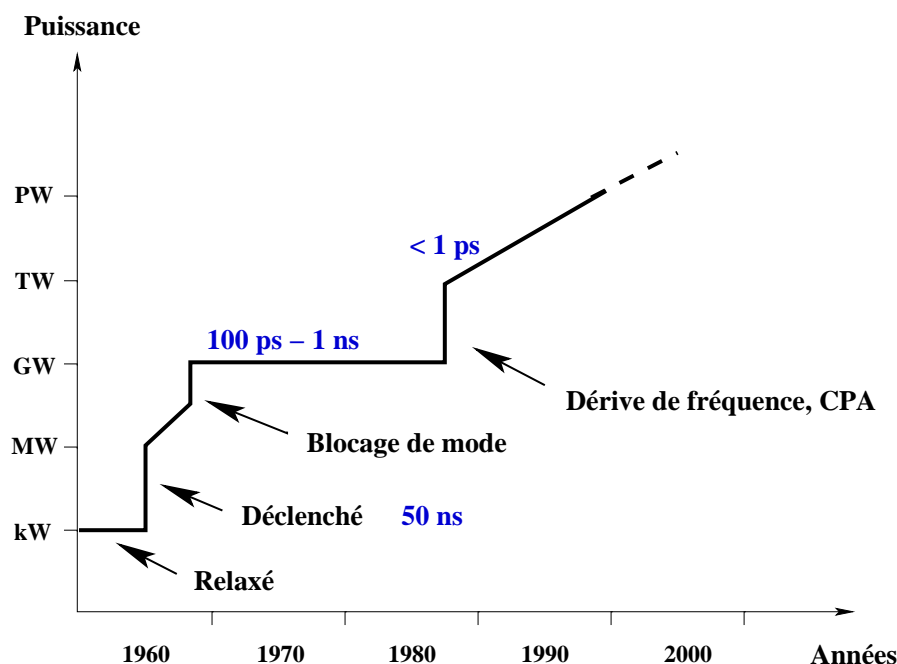 Puissance
PW
< 1 ps
TW
100 ps – 1 ns
GW
Dérive de fréquence, CPA
Blocage de mode
MW
Déclenché 50 ns
kW
Relaxé
1960 1970 1980 1990 2000 Années